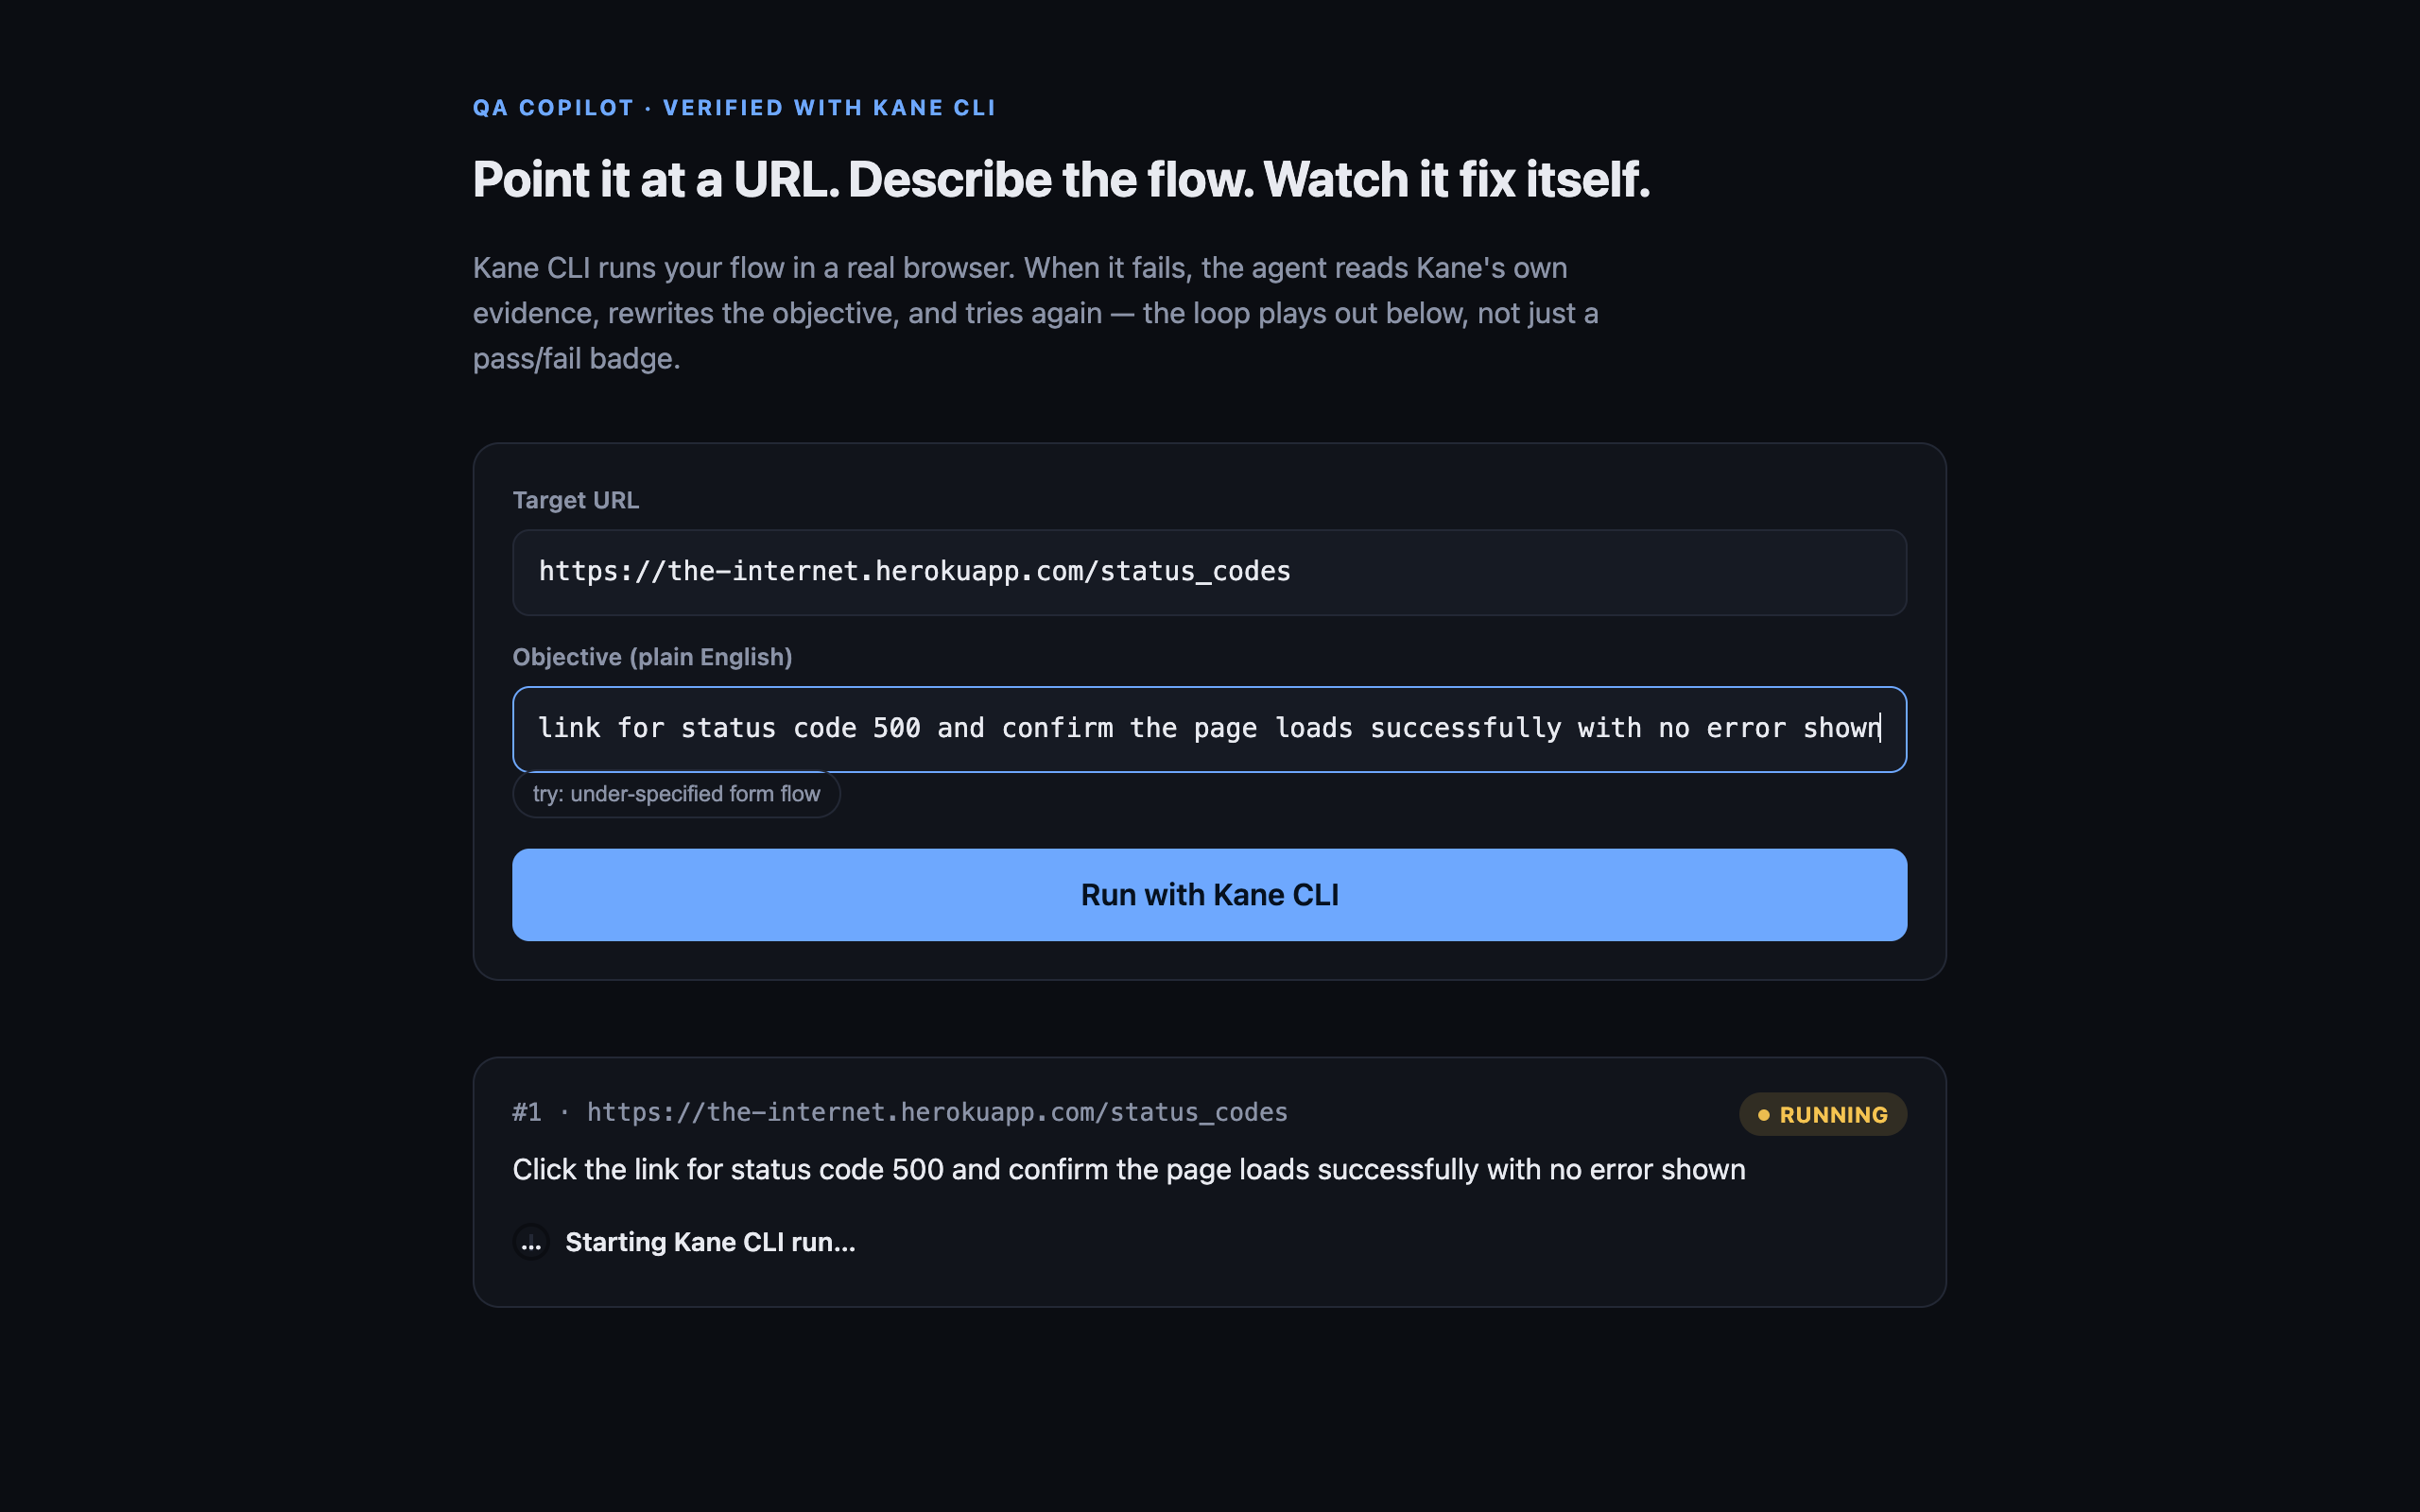 QA COPILOT · VERIFIED WITH KANE CLI
Point it at a URL. Describe the flow. Watch it fix itself.
Kane CLI runs your flow in a real browser. When it fails, the agent reads Kane's own
evidence, rewrites the objective, and tries again — the loop plays out below, not just a
pass/fail badge.
Target URL
https://the-internet.herokuapp.com/status_codes
Objective (plain English)
link for status code 500 and confirm the page loads successfully with no error shown
try: under-specified form flow
Run with Kane CLI
#1 · https://the-internet.herokuapp.com/status_codes
RUNNING
Click the link for status code 500 and confirm the page loads successfully with no error shown
... Starting Kane CLI run...